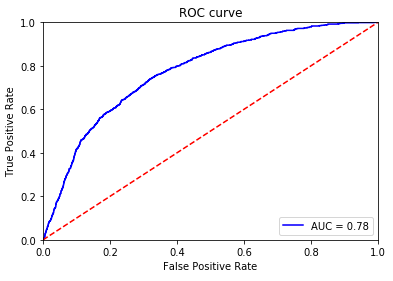 ROC curve
True Positive Rate
1.0
0.8
0.6
0.4
0.2
0.0
AUC = 0.78
0.0 0.2 0.4 0.6 0.8 1.0
False Positive Rate